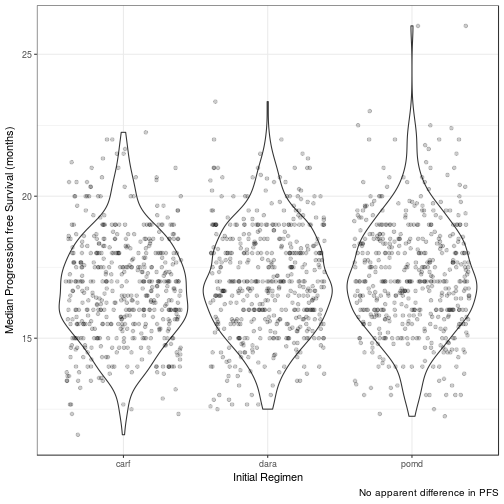 Median Progression free Survival (months)
25
20
15
carf
dara
pomd
Initial Regimen
No apparent difference in PFS